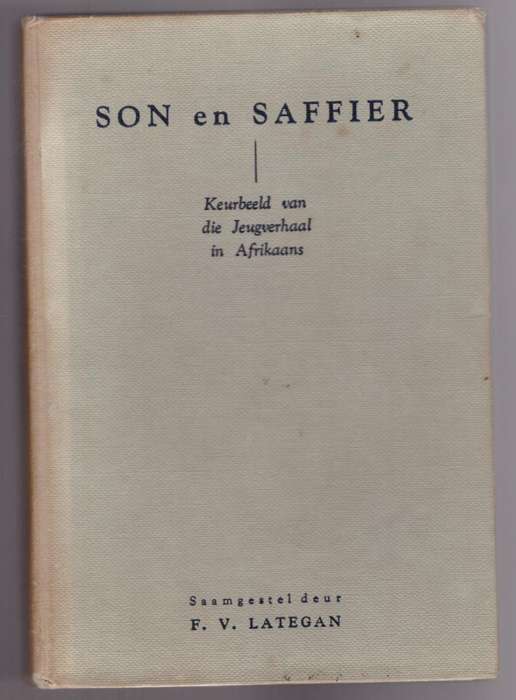 SON en SAFFIER
Keurbeeld van
die Jeugverhaal
in Afrikaans
Saamgestel deur
F. V. LATEGAN